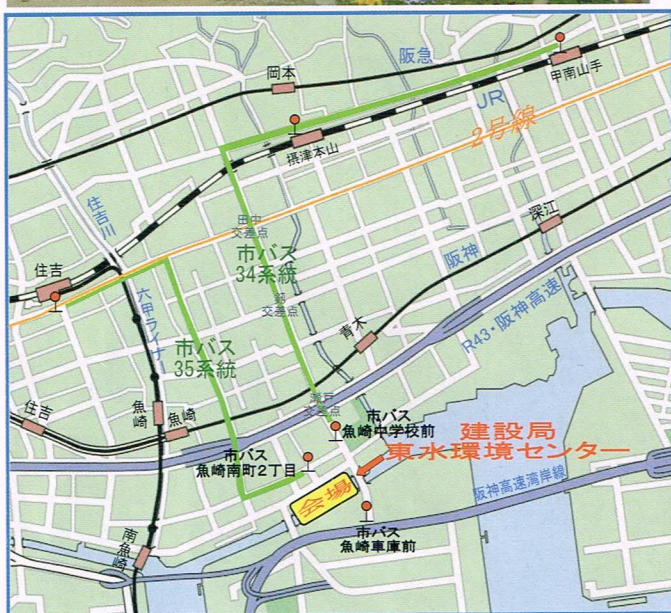 阪急
岡本
甲南山手
JR
摂津本山
2号線
住吉川
田中
交差点
深江
市バス
34系統
阪神
住吉
交差点
六甲ライナー
R43・阪神高速
市バス
35系統
青木
住吉
魚崎
魚崎
瀬戸
交差点
市バス
魚崎中学校前
建設局
東水環境センター
市バス
魚崎南町2丁目
会場
阪神高速湾岸線
市バス
魚崎車庫前
南魚崎